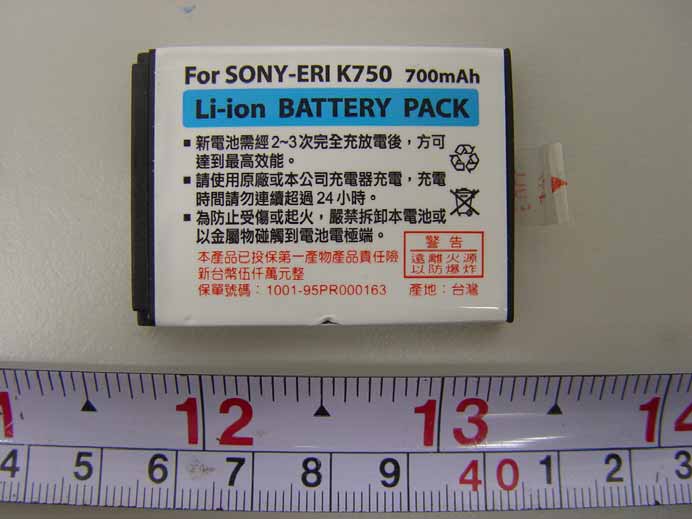 For SONY-ERI K750 700mAh
Li-ion BATTERY PACK
■ 新電池需經2~3次完全充放電後，方可
達到最高效能。
■ 請使用原廠或本公司充電器充電，充電
時間請勿連續超過24小時。
■ 為防止受傷或起火，嚴禁拆卸本電池或
以金屬物碰觸到電池電極端。
本產品已投保第一產物產品責任險
新台幣伍仟萬元整
保單號碼：1001-95PR000163
警告
遠離火源
以防爆炸
產地：台灣
1 12 13 14
4 5 6 7 8 9 40 1 2 3